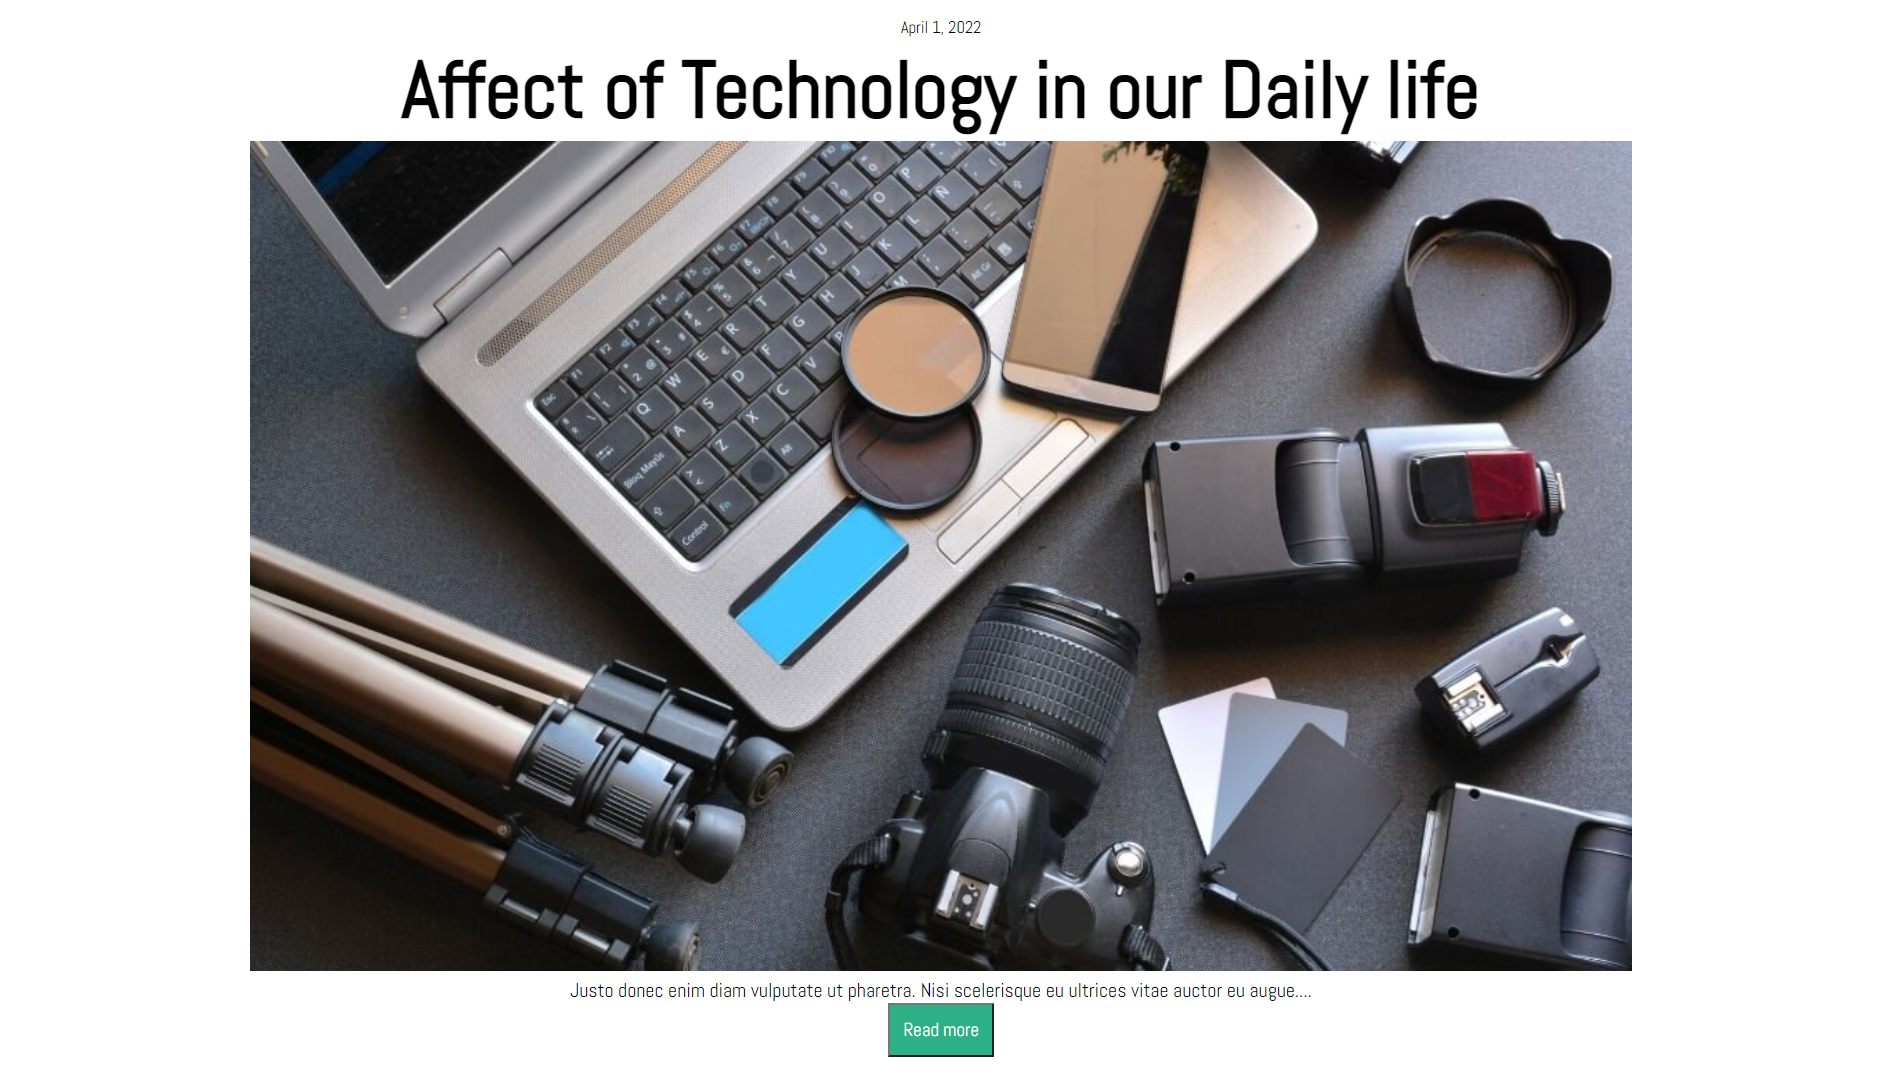 April 1, 2022
Affect of Technology in our Daily life
Justo donec enim diam vulputate ut pharetra. Nisi scelerisque eu ultrices vitae auctor eu augue....
Read more